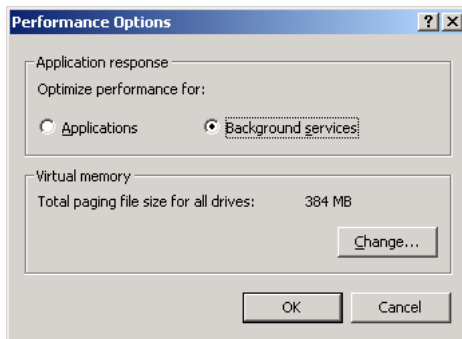 Performance Options
Application response
Optimize performance for:
Applications Background services
Virtual memory
Total paging file size for all drives: 384 MB
Change...
OK Cancel